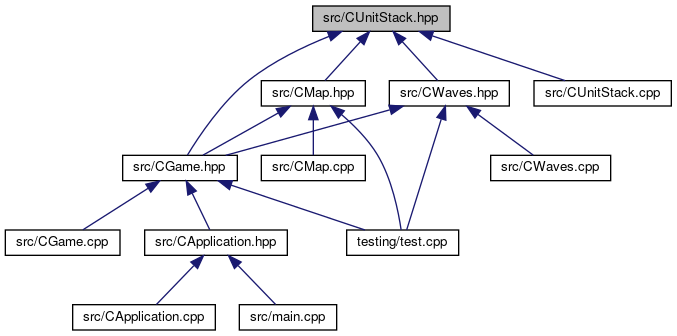 src/CUnitStack.hpp
src/CMap.hpp
src/CWaves.hpp
src/CUnitStack.cpp
src/CGame.hpp
src/CMap.cpp
src/CWaves.cpp
src/CGame.cpp
src/CApplication.hpp
testing/test.cpp
src/CApplication.cpp
src/main.cpp